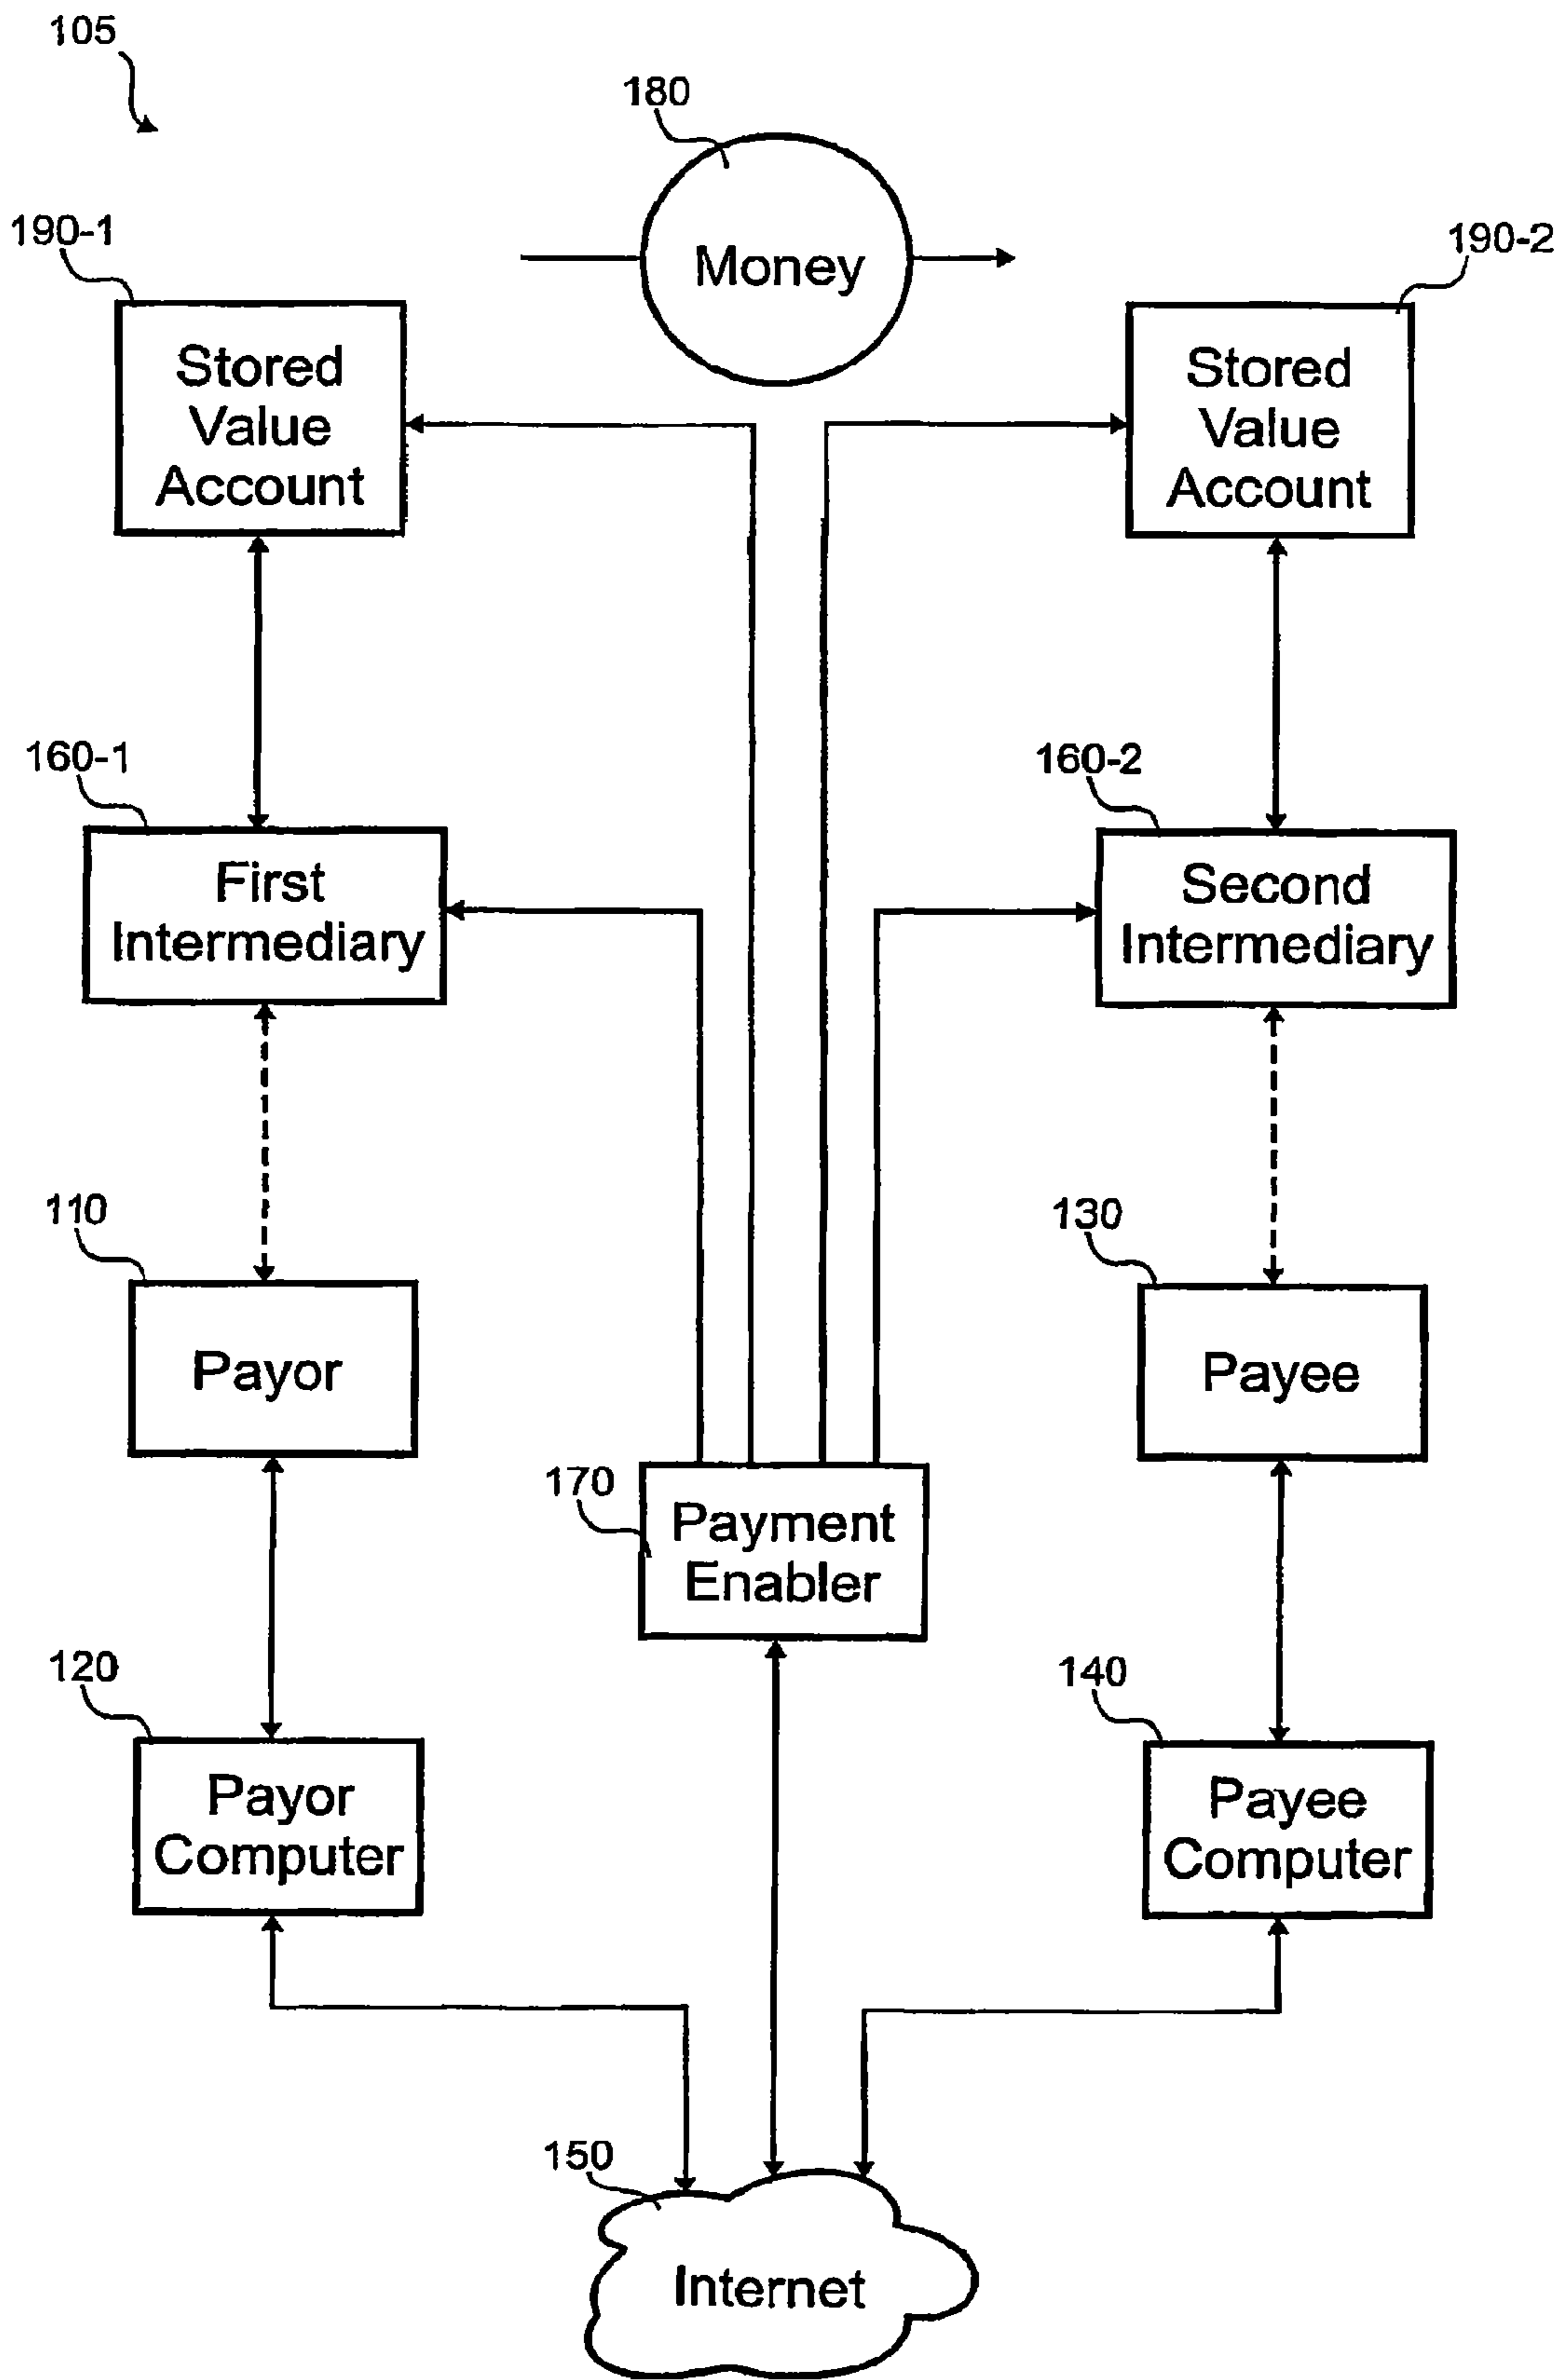 105
180
190-1
190-2
Money
Stored
Value
Account
Stored
Value
Account
160-1
160-2
First
Intermediary
Second
Intermediary
110
130
Payor
Payee
170
Payment
Enabler
120
140
Payor
Computer
Payee
Computer
150
Internet